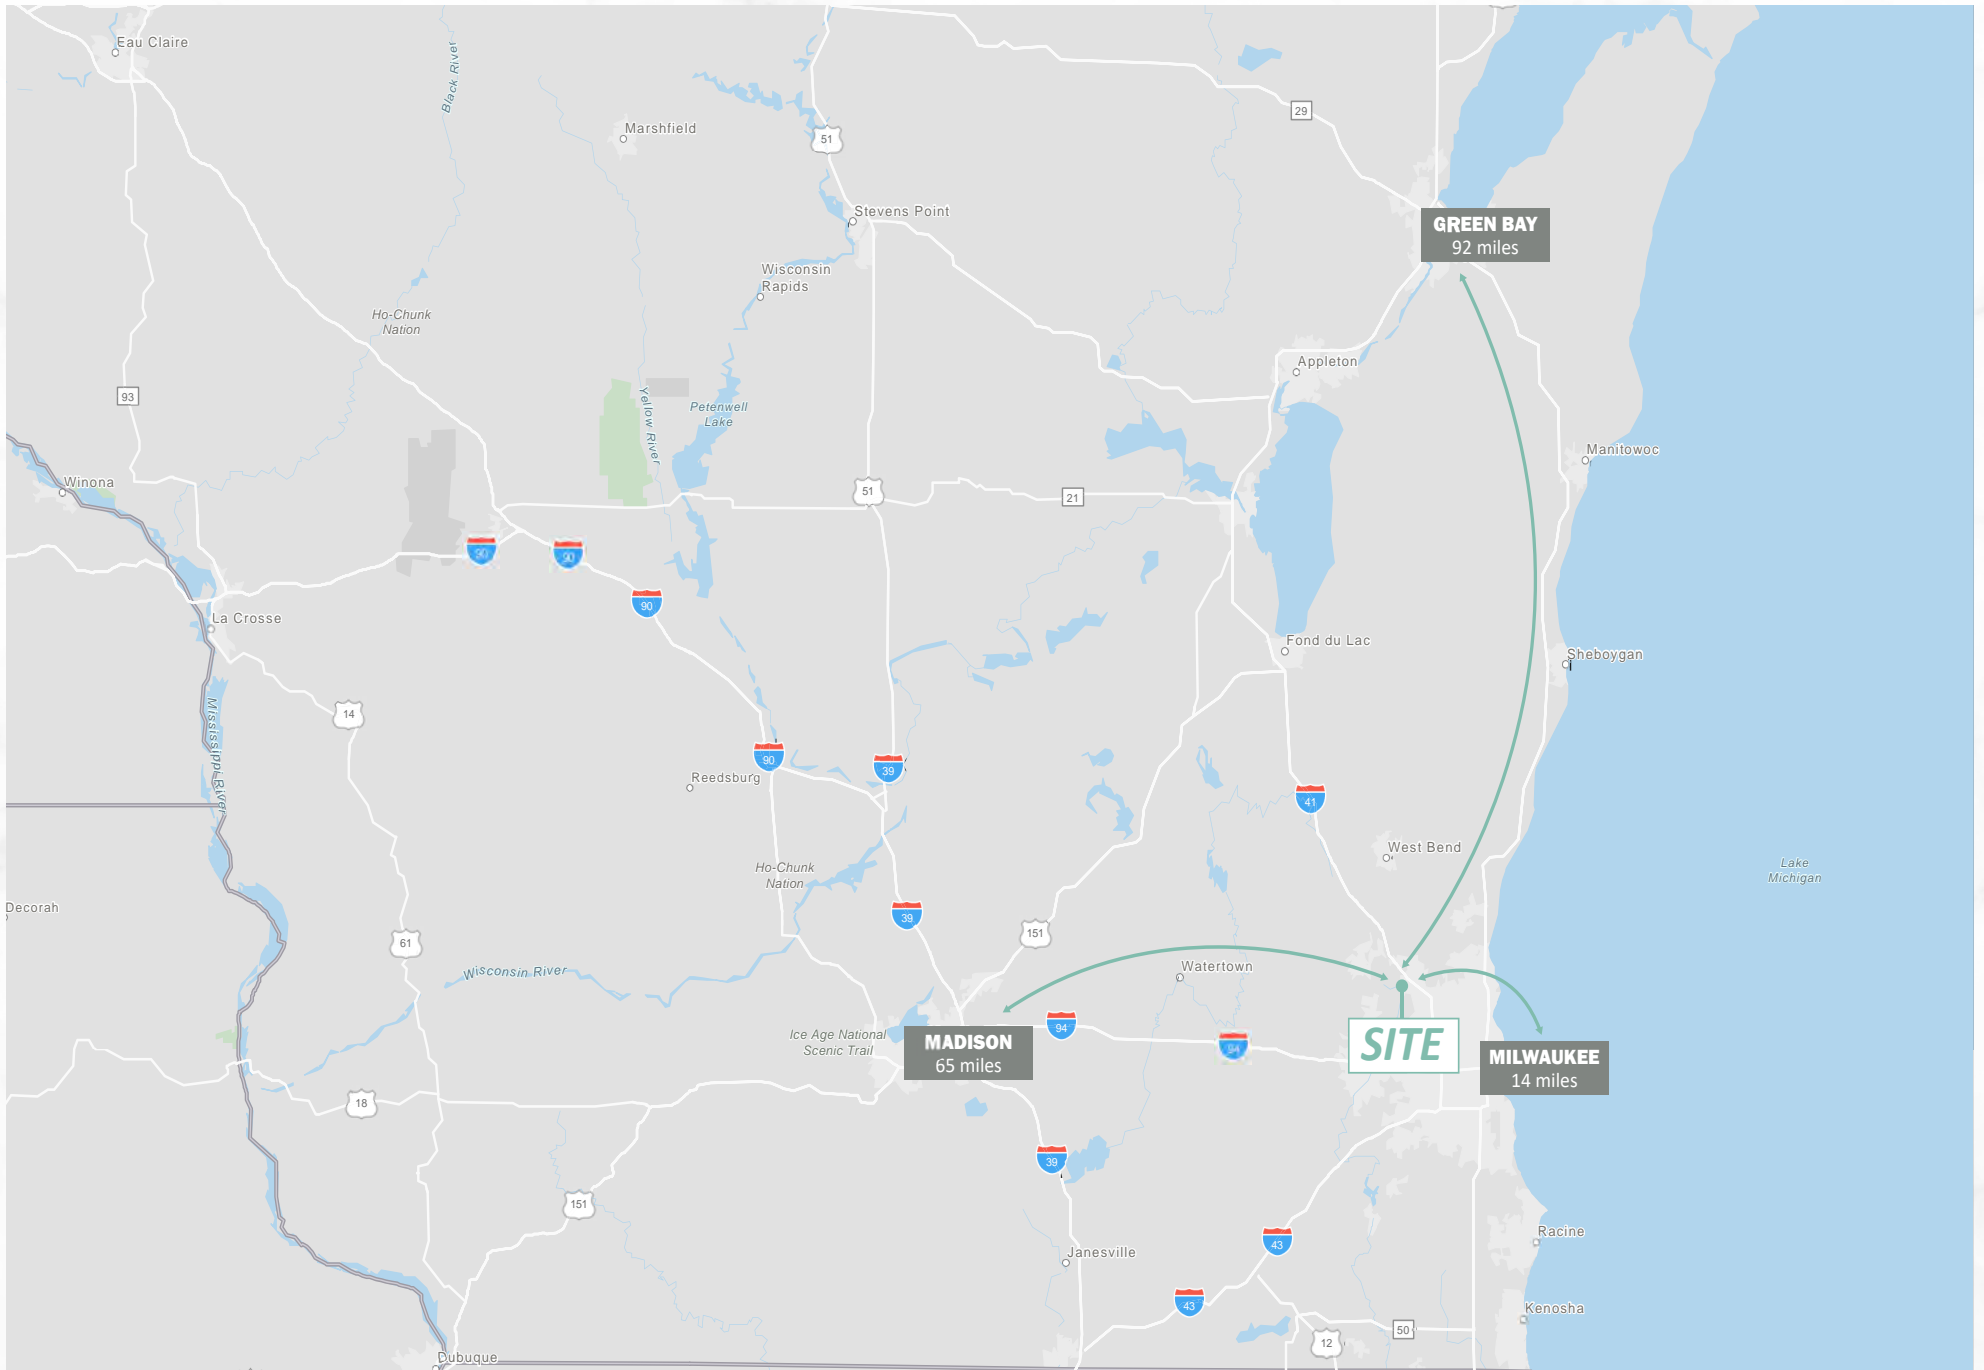 Eau Claire
Black River
Marshfield
51
29
Stevens Point
GREEN BAY
92 miles
Wisconsin
Rapids
Ho-Chunk
Nation
Appleton
93
Yellow River
Petenwell
Lake
Manitowoc
Winona
51
21
90
90
90
La Crosse
Fond du Lac
Sheboygan
14
Mississippi River
90
39
Reedsburg
41
West Bend
Ho-Chunk
Nation
Lake
Michigan
Decorah
39
61
151
Wisconsin River
Watertown
94
94
Ice Age National
Scenic Trail
MADISON
65 miles
SITE
MILWAUKEE
14 miles
18
39
151
43
Racine
Janesville
43
Kenosha
50
12
Dubuque